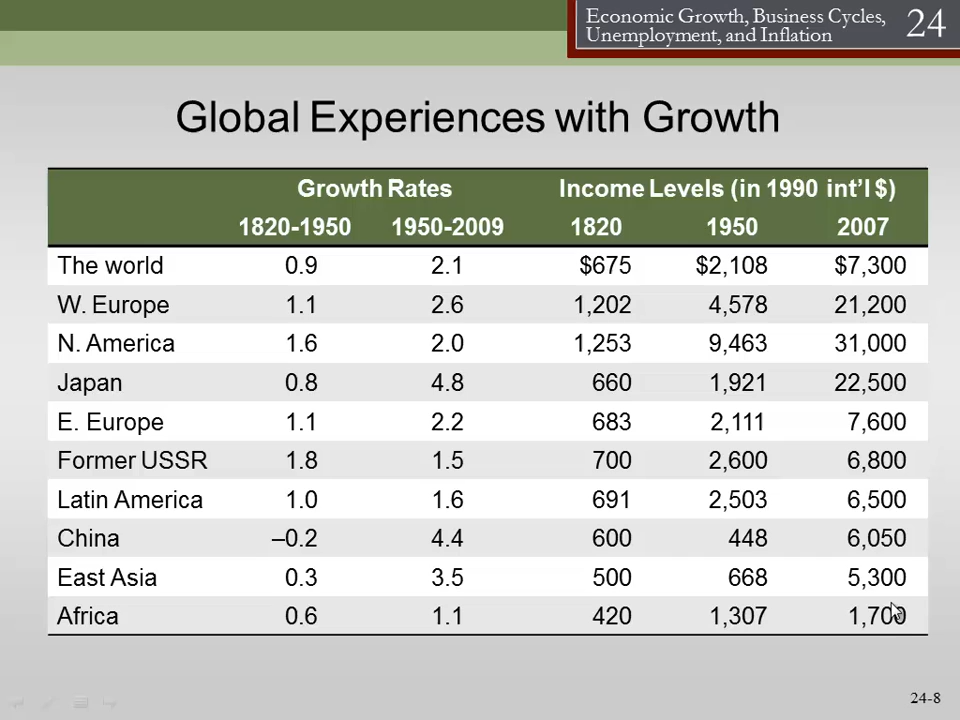 Economic Growth, Business Cycles,
Unemployment, and Inflation
24
Global Experiences with Growth
Growth Rates Income Levels (in 1990 int'l $)
1820-1950 1950-2009 1820 1950 2007
The world 0.9 2.1 $675 $2,108 $7,300
W. Europe 1.1 2.6 1,202 4,578 21,200
N. America 1.6 2.0 1,253 9,463 31,000
Japan 0.8 4.8 660 1,921 22,500
E. Europe 1.1 2.2 683 2,111 7,600
Former USSR 1.8 1.5 700 2,600 6,800
Latin America 1.0 1.6 691 2,503 6,500
China –0.2 4.4 600 448 6,050
East Asia 0.3 3.5 500 668 5,300
Africa 0.6 1.1 420 1,307 1,700
24-8